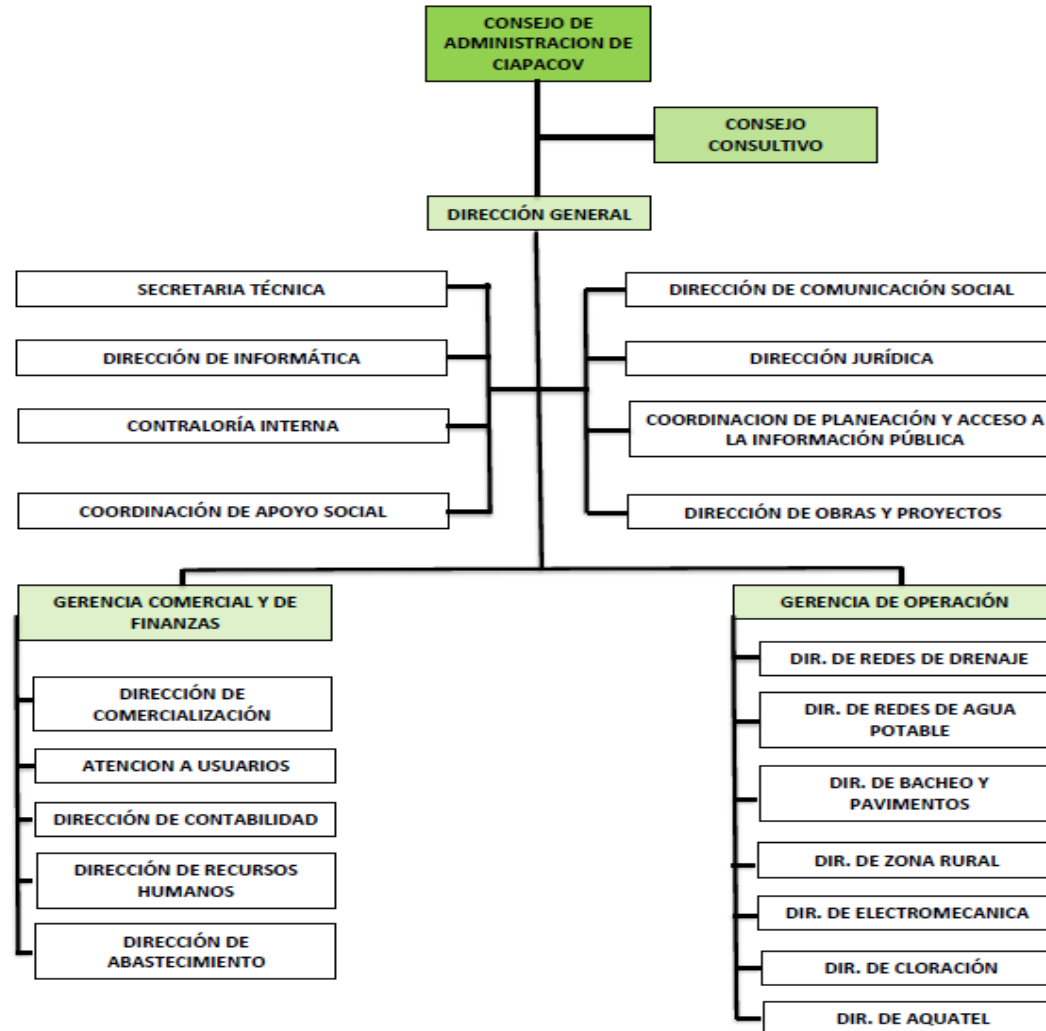 CONSEJO DE
ADMINISTRACION DE
CIAPACOV
CONSEJO
CONSULTIVO
DIRECCIÓN GENERAL
SECRETARIA TÉCNICA
DIRECCIÓN DE INFORMÁTICA
CONTRALORÍA INTERNA
COORDINACIÓN DE APOYO SOCIAL
DIRECCIÓN DE COMUNICACIÓN SOCIAL
DIRECCIÓN JURÍDICA
COORDINACION DE PLANEACIÓN Y ACCESO A
LA INFORMACIÓN PÚBLICA
DIRECCIÓN DE OBRAS Y PROYECTOS
GERENCIA COMERCIAL Y DE
FINANZAS
DIRECCIÓN DE
COMERCIALIZACIÓN
ATENCION A USUARIOS
DIRECCIÓN DE CONTABILIDAD
DIRECCIÓN DE RECURSOS
HUMANOS
DIRECCIÓN DE
ABASTECIMIENTO
GERENCIA DE OPERACIÓN
DIR. DE REDES DE DRENAJE
DIR. DE REDES DE AGUA
POTABLE
DIR. DE BACHEO Y
PAVIMENTOS
DIR. DE ZONA RURAL
DIR. DE ELECTROMECANICA
DIR. DE CLORACIÓN
DIR. DE AQUATEL